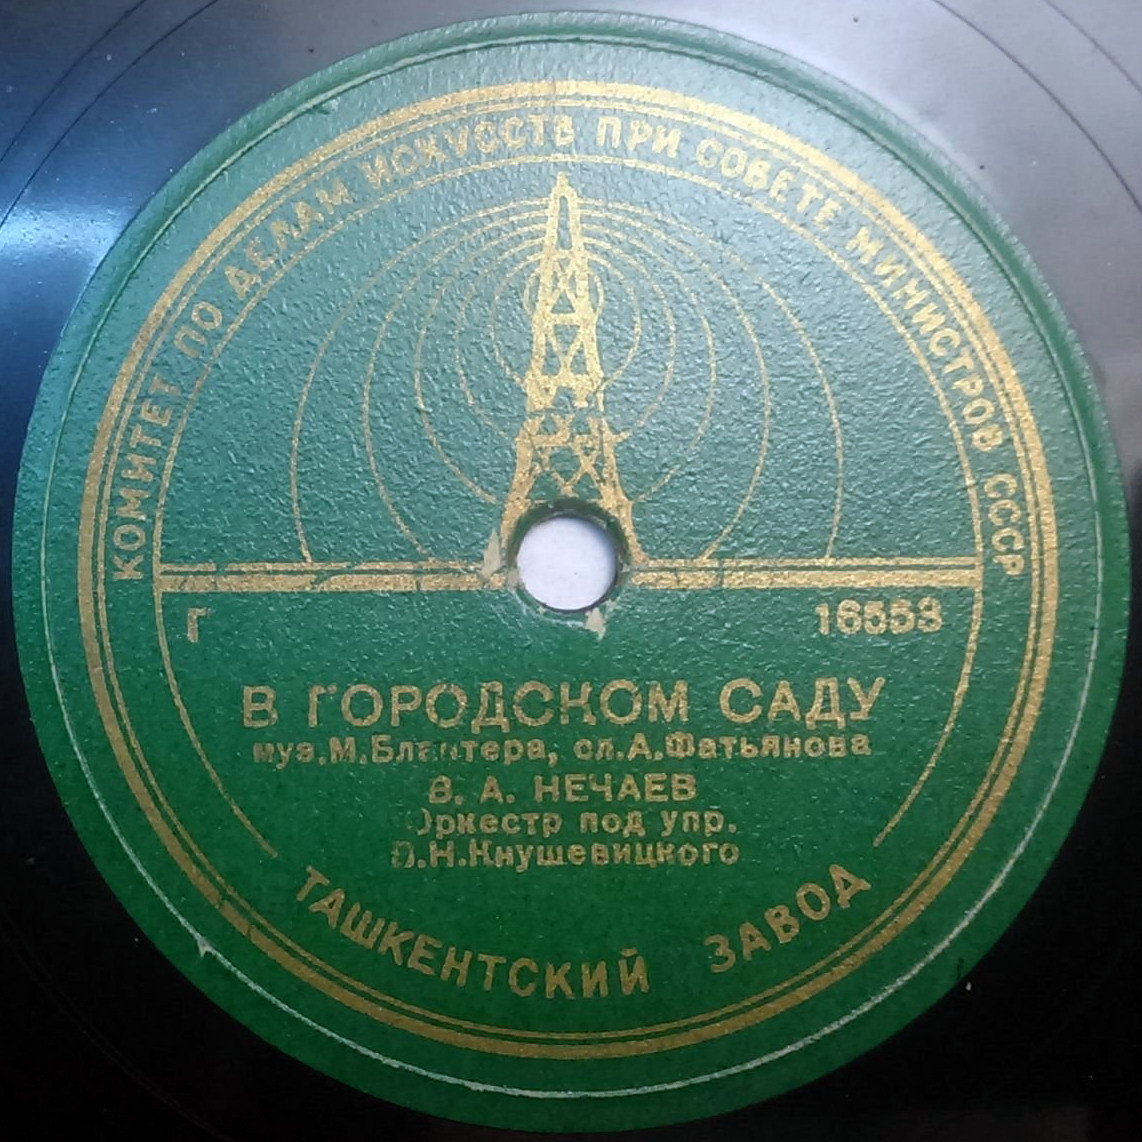 КОМИТЕТ ПО ДЕЛАМ ИСКУССТВ ПРИ СОВЕТЕ МИНИСТРОВ СССР
Г 16553
В ГОРОДСКОМ САДУ
муз.М.Блантера, сл.А.Фатьянова
В. А. НЕЧАЕВ
Оркестр под упр.
В.Н.Кнушевицкого
ТАШКЕНТСКИЙ ЗАВОД